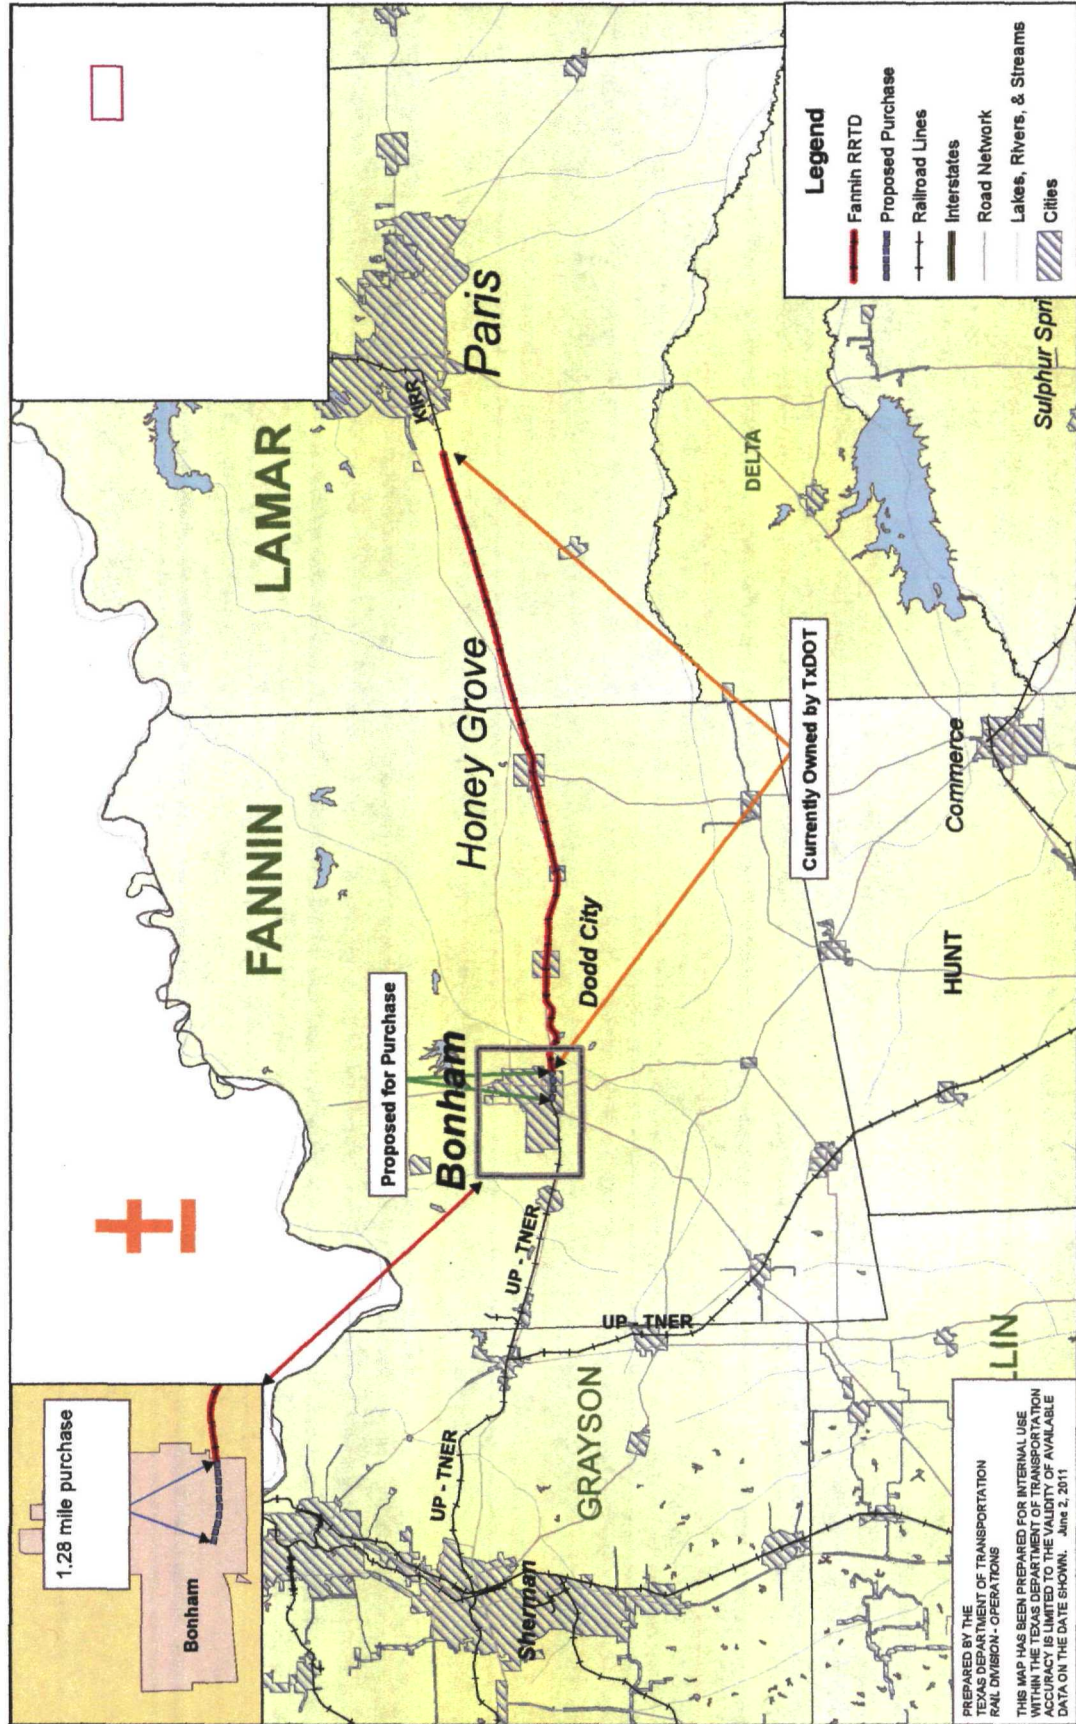 1.28 mile purchase
Bonham
Proposed for Purchase
FANNIN
LAMAR
Bonham
Honey Grove
Paris
KIRR
Dodd City
UP - TNER
UP - TNER
UP - TNER
Sherman
GRAYSON
Currently Owned by TxDOT
DELTA
HUNT
Commerce
Sulphur Spri
LLIN
Legend
Fannin RRTD
Proposed Purchase
Railroad Lines
Interstates
Road Network
Lakes, Rivers, & Streams
Cities
PREPARED BY THE
TEXAS DEPARTMENT OF TRANSPORTATION
RAIL DIVISION - OPERATIONS
THIS MAP HAS BEEN PREPARED FOR INTERNAL USE
WITHIN THE TEXAS DEPARTMENT OF TRANSPORTATION
ACCURACY IS LIMITED TO THE VALIDITY OF AVAILABLE
DATA ON THE DATE SHOWN. June 2, 2011